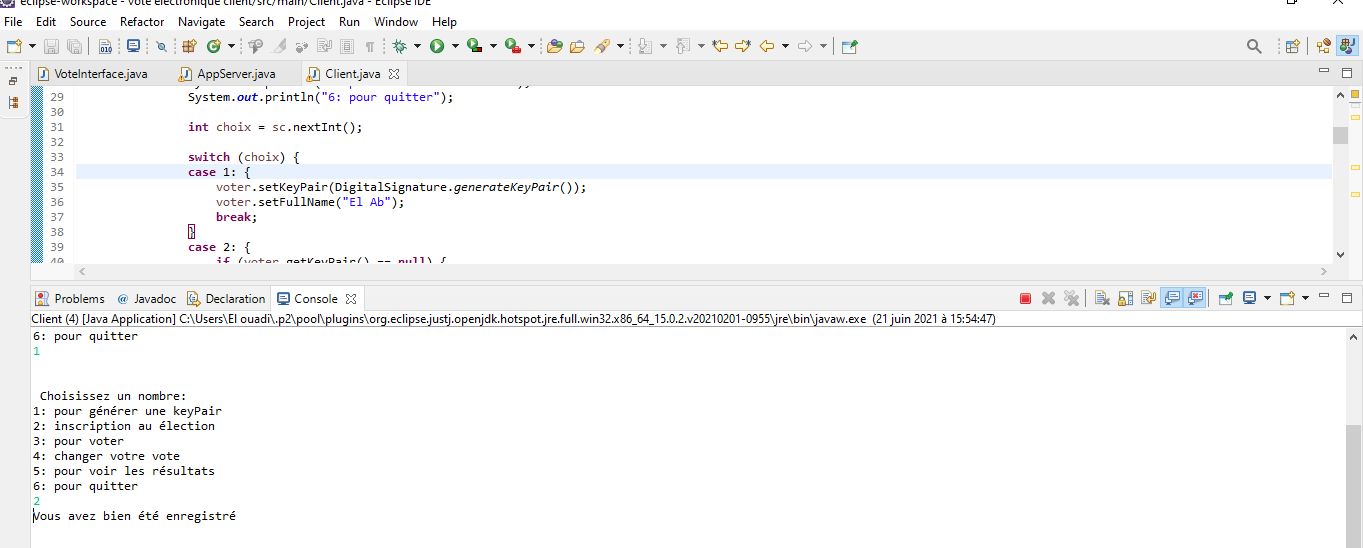 eclipse-workspace - vote electronique client/src/main/Client.java - Eclipse IDE
File Edit Source Refactor Navigate Search Project Run Window Help
VoteInterface.java AppServer.java Client.java
29 System.out.println("6: pour quitter");
30
31 int choix = sc.nextInt();
32
33 switch (choix) {
34 case 1: {
35 voter.setKeyPair(DigitalSignature.generateKeyPair());
36 voter.setFullName("El Ab");
37 break;
38 }
39 case 2: {
40 if (voter.getKeyPair() == null) {
Problems @ Javadoc Declaration Console
Client (4) [Java Application] C:\Users\El ouadi\.p2\pool\plugins\org.eclipse.justj.openjdk.hotspot.jre.full.win32.x86_64_15.0.2.v20210201-0955\jre\bin\javaw.exe (21 juin 2021 à 15:54:47)
6: pour quitter
1
Choisissez un nombre:
1: pour générer une keyPair
2: inscription au élection
3: pour voter
4: changer votre vote
5: pour voir les résultats
6: pour quitter
2
Vous avez bien été enregistré